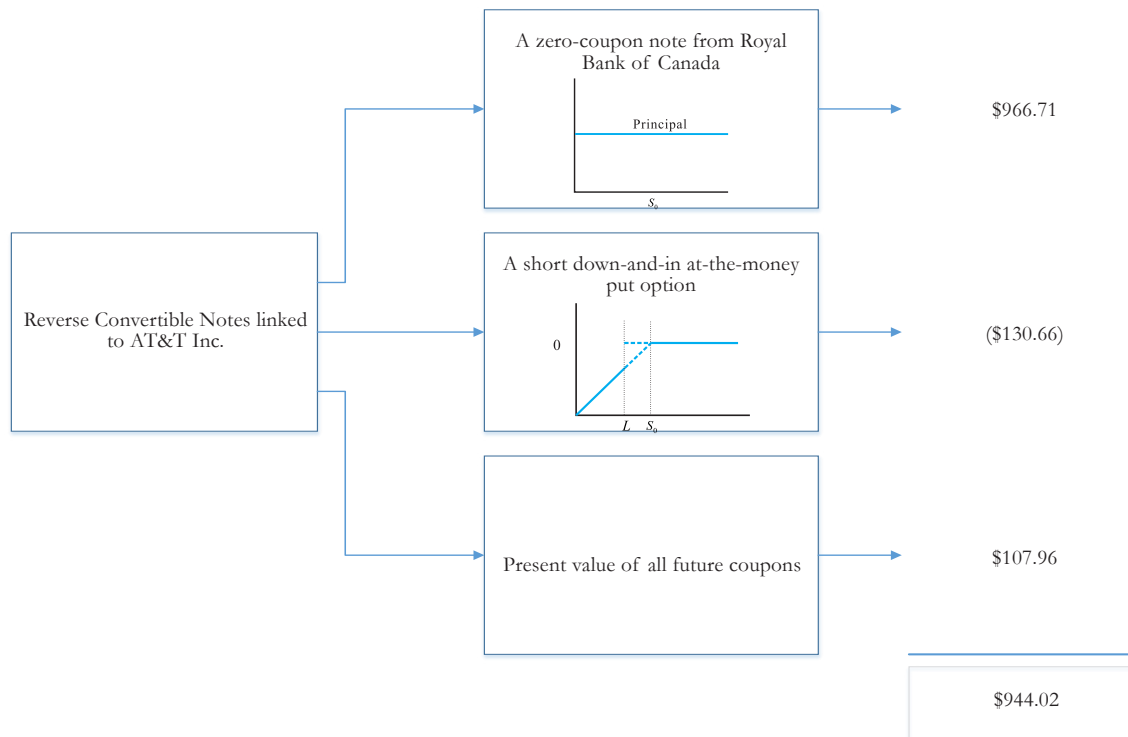 A zero-coupon note from Royal
Bank of Canada
Principal
S₀
$966.71
Reverse Convertible Notes linked
to AT&T Inc.
A short down-and-in at-the-money
put option
0
L S₀
($130.66)
Present value of all future coupons
$107.96
$944.02